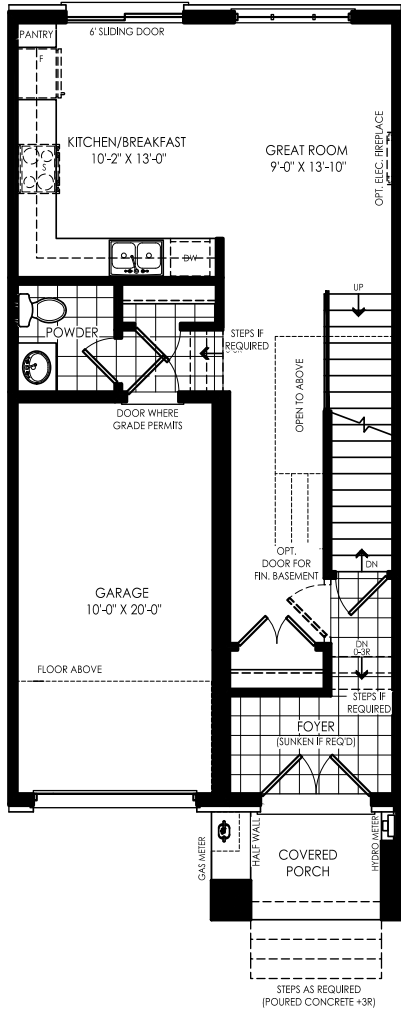 6' SLIDING DOOR
PANTRY
F
KITCHEN/BREAKFAST
10'-2" X 13'-0"
GREAT ROOM
9'-0" X 13'-10"
OPT. ELEC. FIREPLACE
S
DW
UP
POWDER
STEPS IF
REQUIRED
DOOR WHERE
GRADE PERMITS
OPEN TO ABOVE
OPT.
DOOR FOR
FIN. BASEMENT
DN
GARAGE
10'-0" X 20'-0"
DN
0-3R
FLOOR ABOVE
STEPS IF
REQUIRED
FOYER
(SUNKEN IF REQ'D)
GAS METER
HALF WALL
HYDRO METER
COVERED
PORCH
STEPS AS REQUIRED
(POURED CONCRETE +3R)